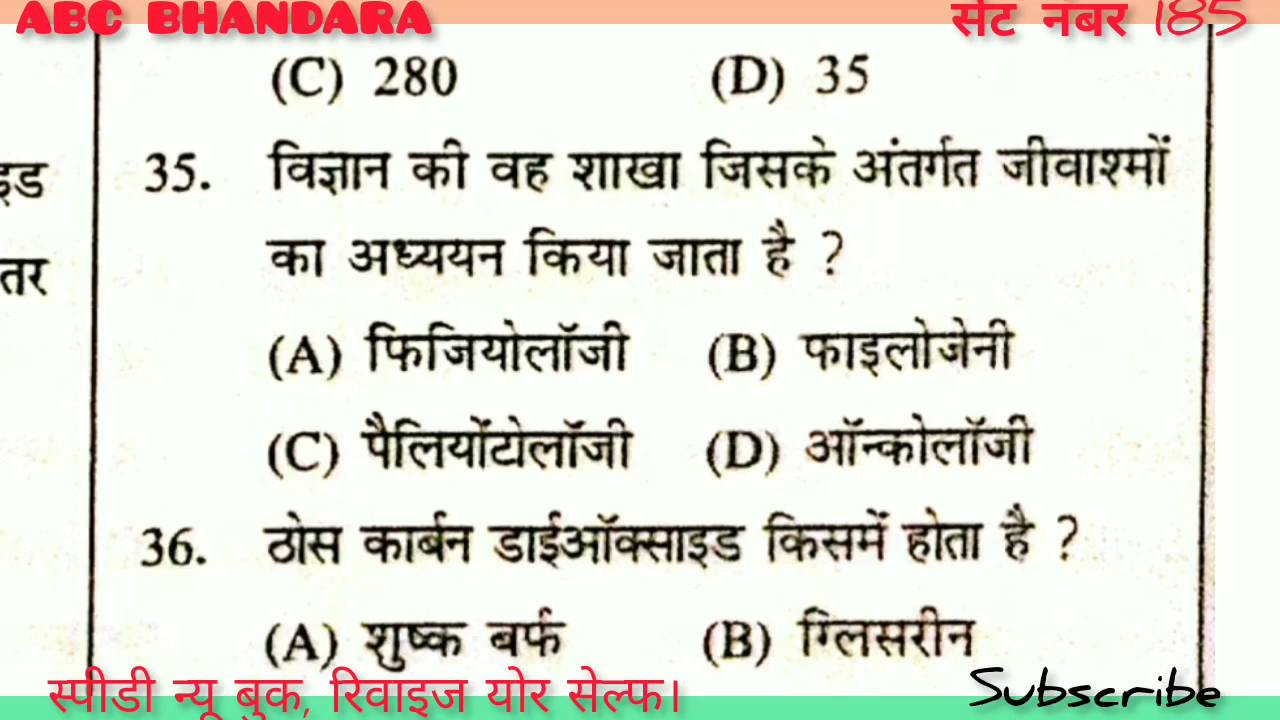 ABC BHANDARA
सेट नंबर 185
(C) 280 (D) 35
इड
35. विज्ञान की वह शाखा जिसके अंतर्गत जीवाश्मों
तर
का अध्ययन किया जाता है ?
(A) फिजियोलॉजी (B) फाइलोजेनी
(C) पैलियोंटोलॉजी (D) ऑन्कोलॉजी
36. ठोस कार्बन डाईऑक्साइड किसमें होता है ?
(A) शुष्क बर्फ (B) ग्लिसरीन
स्पीडी न्यू बुक, रिवाइज योर सेल्फ।
Subscribe